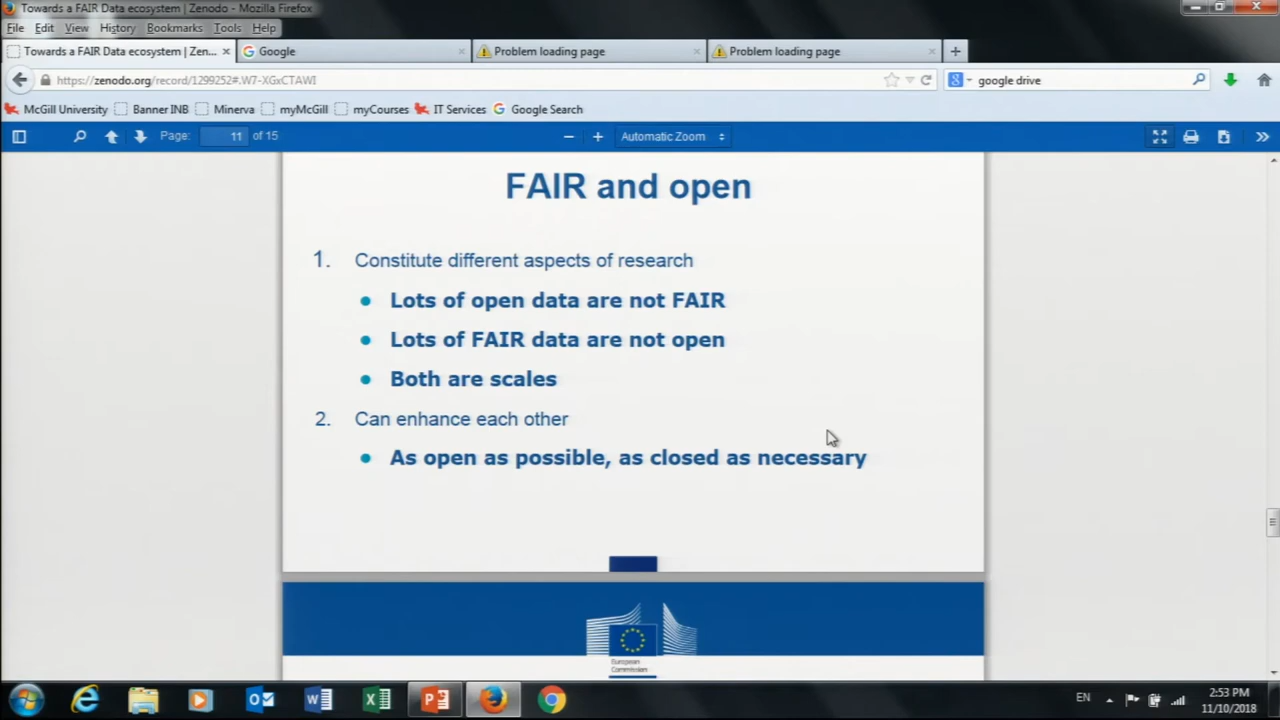 Towards a FAIR Data ecosystem | Zenodo - Mozilla Firefox
File Edit View History Bookmarks Tools Help
Towards a FAIR Data ecosystem | Zen... × Google × Problem loading page × Problem loading page ×
https://zenodo.org/record/1299252#.W7-XGxCTAWI google drive
McGill University Banner INB Minerva myMcGill myCourses IT Services Google Search
Page: 11 of 15 Automatic Zoom
FAIR and open
1. Constitute different aspects of research
• Lots of open data are not FAIR
• Lots of FAIR data are not open
• Both are scales
2. Can enhance each other
• As open as possible, as closed as necessary
European
Commission
EN 2:53 PM
11/10/2018